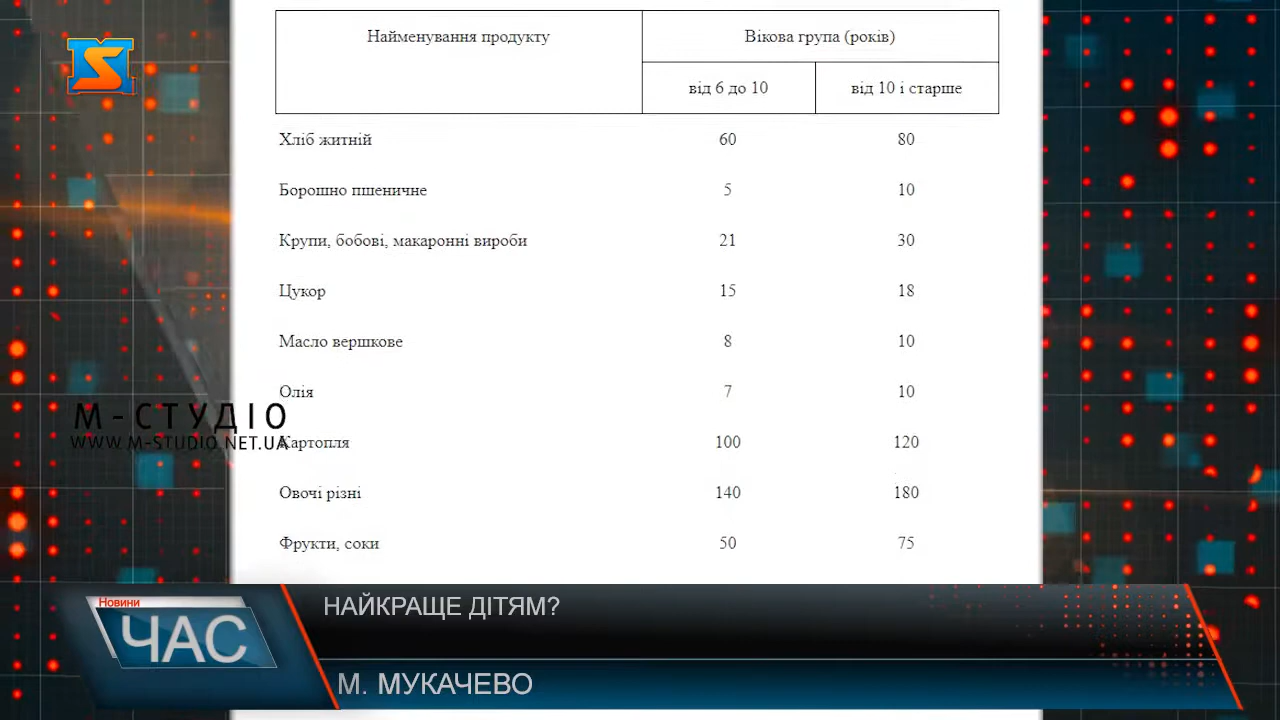 Найменування продукту
Вікова група (років)
від 6 до 10
від 10 і старше
Хліб житній 60 80
Борошно пшеничне 5 10
Крупи, бобові, макаронні вироби 21 30
Цукор 15 18
Масло вершкове 8 10
Олія 7 10
М-СТУДІО
WWW.M-STUDIO.NET.UA
Картопля 100 120
Овочі різні 140 180
Фрукти, соки 50 75
Новини
ЧАС
НАЙКРАЩЕ ДІТЯМ?
М. МУКАЧЕВО